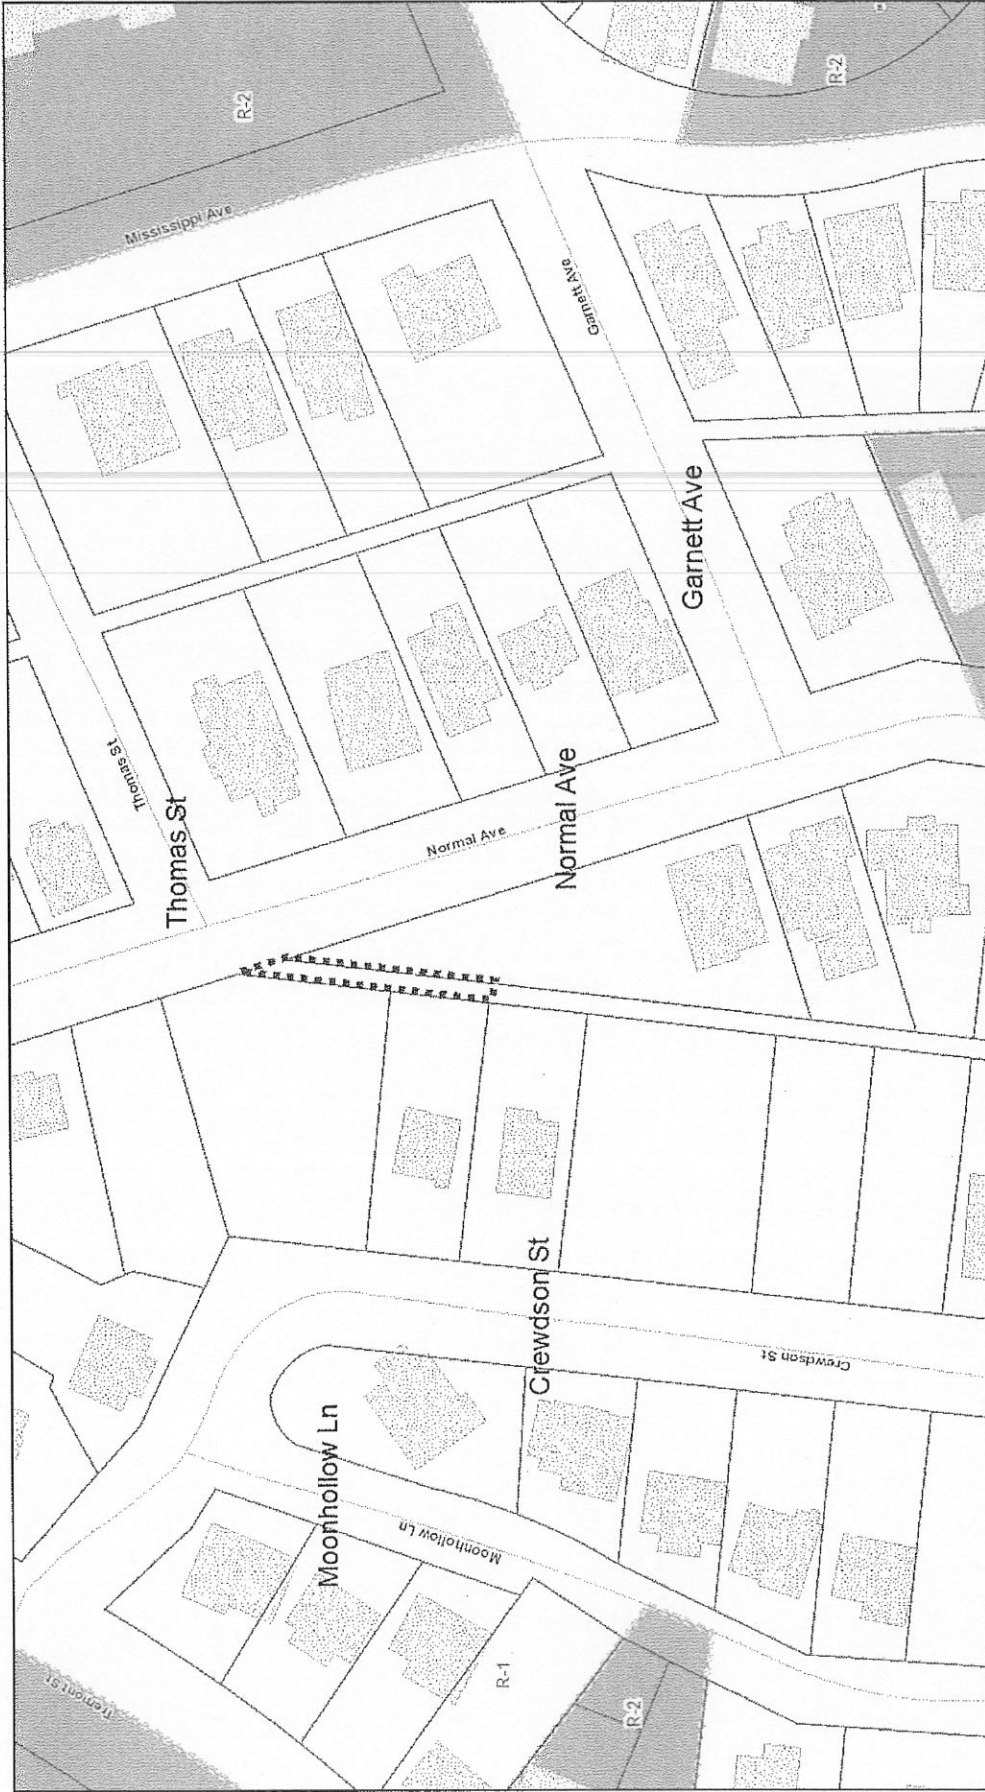 R-2
R-2
Mississippi Ave
Garnett Ave
Garnett Ave
Thomas St
Thomas St
Normal Ave
Normal Ave
Crewdson St
Crewdson St
Moonhollow Ln
Moonhollow Ln
Tremont St
R-1
R-2